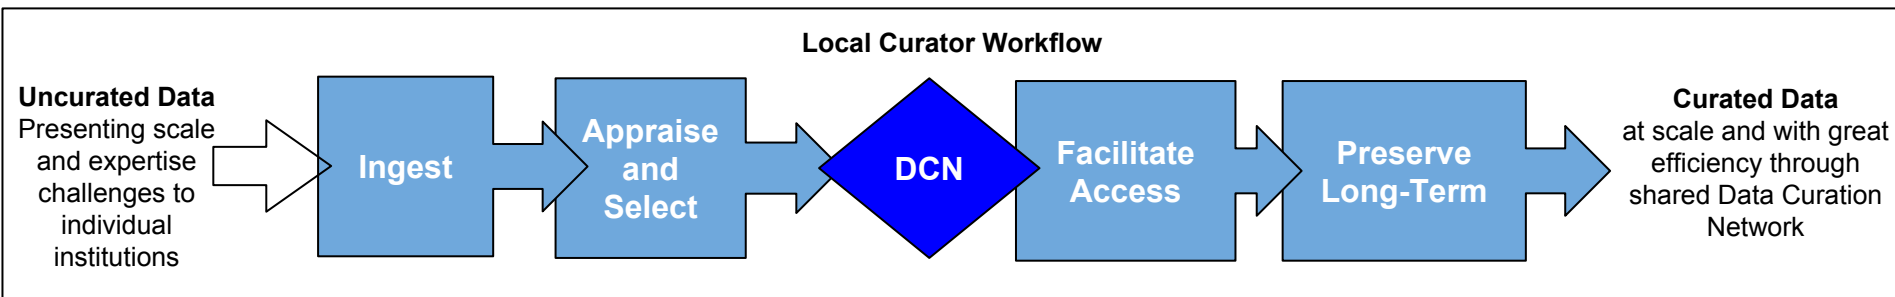 Local Curator Workflow
Uncurated Data
Presenting scale
and expertise
challenges to
individual
institutions
Ingest
Appraise
and
Select
DCN
Facilitate
Access
Preserve
Long-Term
Curated Data
at scale and with great
efficiency through
shared Data Curation
Network